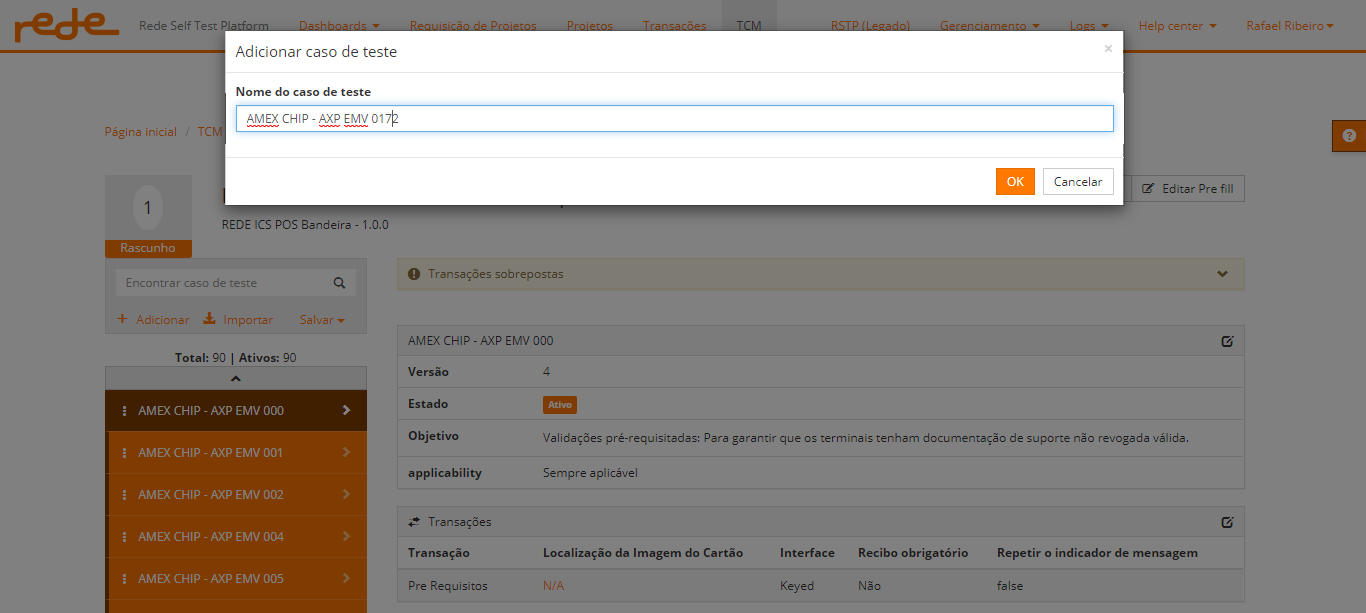 rede
Rede Self Test Platform Dashboards Requisição de Projetos Projetos Transações TCM RSTP (Legado) Gerenciamento Logs Help center Rafael Ribeiro
Adicionar caso de teste ×
Nome do caso de teste
AMEX CHIP - AXP EMV 0172
OK Cancelar
Página inicial / TCM
1
Rascunho
REDE ICS POS Bandeira - 1.0.0
Editar Pre fill
Encontrar caso de teste
+ Adicionar Importar Salvar
Total: 90 | Ativos: 90
AMEX CHIP - AXP EMV 000
AMEX CHIP - AXP EMV 001
AMEX CHIP - AXP EMV 002
AMEX CHIP - AXP EMV 004
AMEX CHIP - AXP EMV 005
Transações sobrepostas
AMEX CHIP - AXP EMV 000
Versão 4
Estado Ativo
Objetivo Validações pré-requisitadas: Para garantir que os terminais tenham documentação de suporte não revogada válida.
applicability Sempre aplicável
Transações
Transação Localização da Imagem do Cartão Interface Recibo obrigatório Repetir o indicador de mensagem
Pre Requisitos N/A Keyed Não false